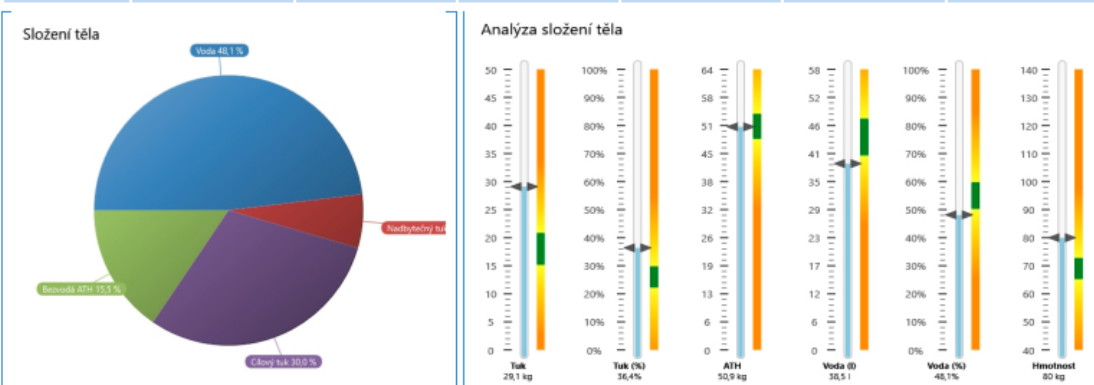 Složení těla
Voda 48,1 %
Nadbytečný tuk
Bezvodá ATH 15,5 %
Cílový tuk 30,0 %
Analýza složení těla
50 100% 64 58 100% 140
45 90% 58 52 90% 130
40 80% 51 46 80% 120
35 70% 45 41 70% 110
30 60% 38 35 60% 100
25 50% 32 29 50% 90
20 40% 26 23 40% 80
15 30% 19 17 30% 70
10 20% 13 12 20% 60
5 10% 6 6 10% 50
0 0% 0 0 0% 40
Tuk Tuk (%) ATH Voda (l) Voda (%) Hmotnost
29,1 kg 36,4% 50,9 kg 38,5 l 48,1% 80 kg